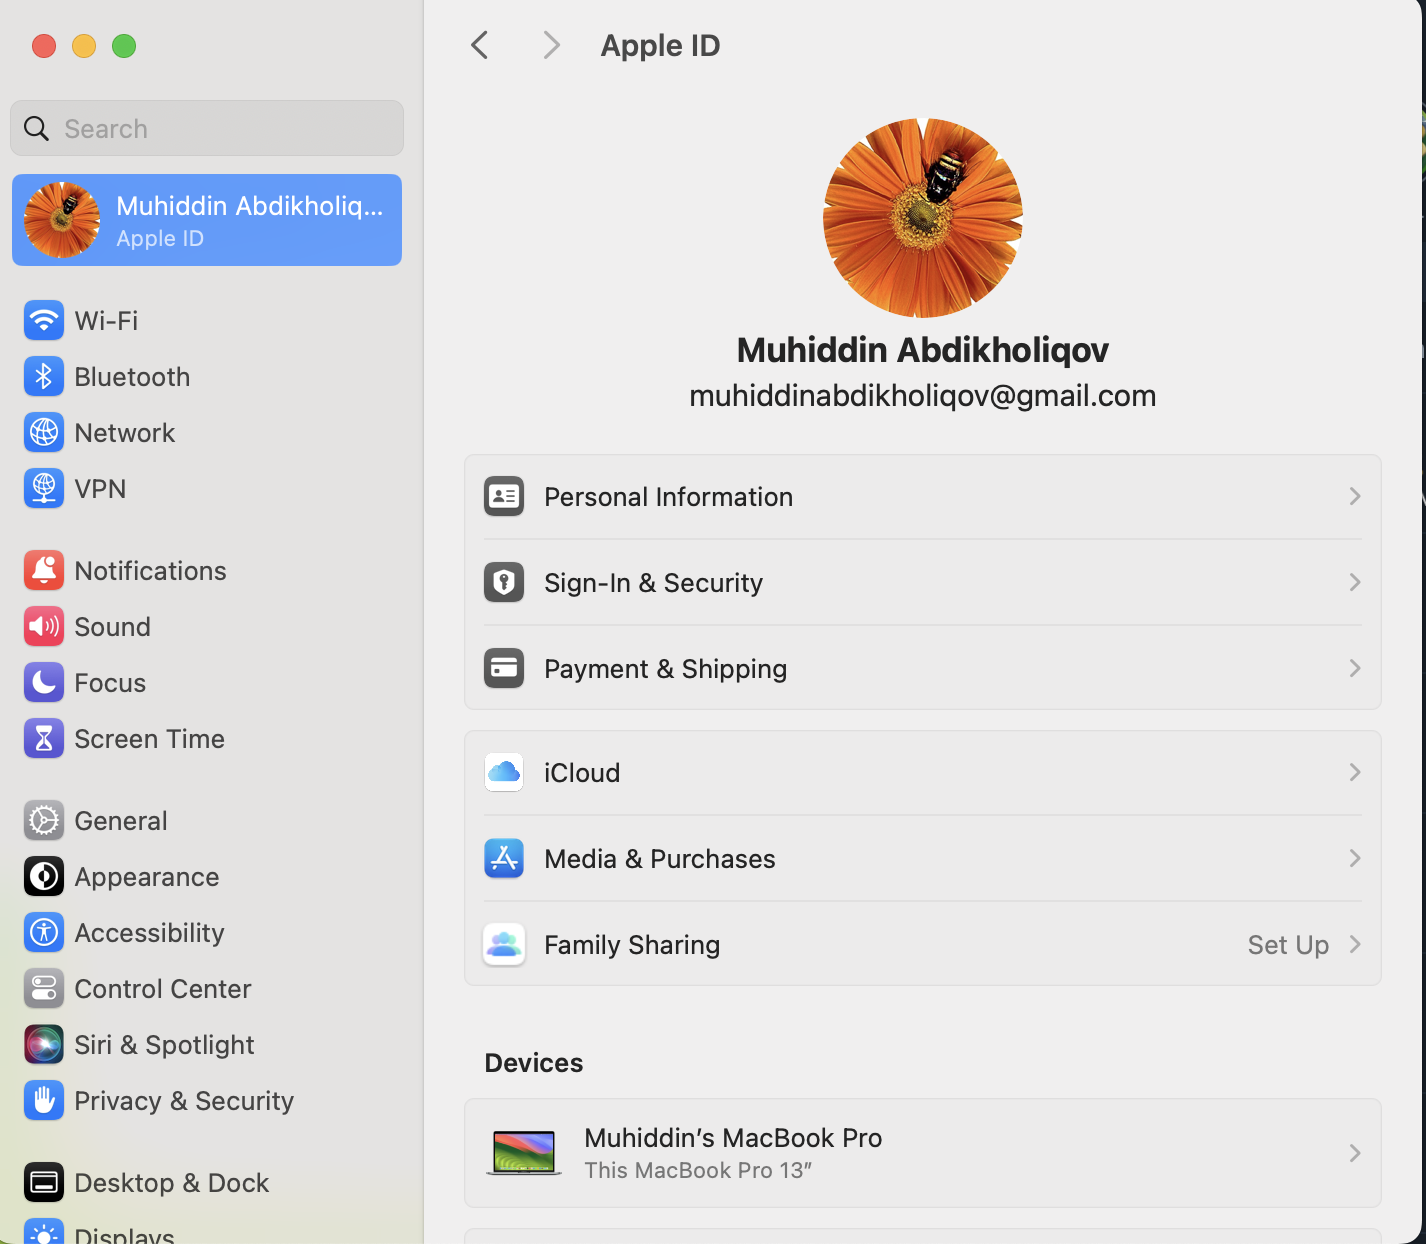 Search
Muhiddin Abdikholiq...
Apple ID
Wi-Fi
Bluetooth
Network
VPN
Notifications
Sound
Focus
Screen Time
General
Appearance
Accessibility
Control Center
Siri & Spotlight
Privacy & Security
Desktop & Dock
Displays
Apple ID
Muhiddin Abdikholiqov
muhiddinabdikholiqov@gmail.com
Personal Information
Sign-In & Security
Payment & Shipping
iCloud
Media & Purchases
Family Sharing Set Up
Devices
Muhiddin’s MacBook Pro
This MacBook Pro 13”